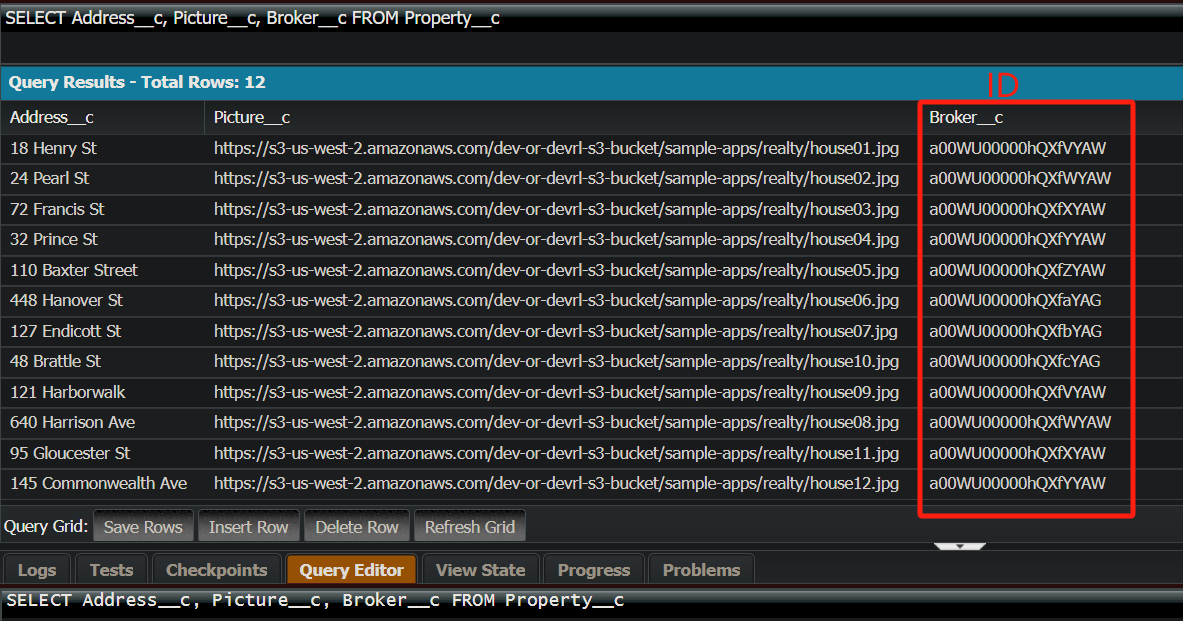 SELECT Address__c, Picture__c, Broker__c FROM Property__c
Query Results - Total Rows: 12
ID
Address__c Picture__c Broker__c
18 Henry St https://s3-us-west-2.amazonaws.com/dev-or-devrl-s3-bucket/sample-apps/realty/house01.jpg a00WU00000hQXfVYAW
24 Pearl St https://s3-us-west-2.amazonaws.com/dev-or-devrl-s3-bucket/sample-apps/realty/house02.jpg a00WU00000hQXfWYAW
72 Francis St https://s3-us-west-2.amazonaws.com/dev-or-devrl-s3-bucket/sample-apps/realty/house03.jpg a00WU00000hQXfXYAW
32 Prince St https://s3-us-west-2.amazonaws.com/dev-or-devrl-s3-bucket/sample-apps/realty/house04.jpg a00WU00000hQXfYYAW
110 Baxter Street https://s3-us-west-2.amazonaws.com/dev-or-devrl-s3-bucket/sample-apps/realty/house05.jpg a00WU00000hQXfZYAW
448 Hanover St https://s3-us-west-2.amazonaws.com/dev-or-devrl-s3-bucket/sample-apps/realty/house06.jpg a00WU00000hQXfaYAG
127 Endicott St https://s3-us-west-2.amazonaws.com/dev-or-devrl-s3-bucket/sample-apps/realty/house07.jpg a00WU00000hQXfbYAG
48 Brattle St https://s3-us-west-2.amazonaws.com/dev-or-devrl-s3-bucket/sample-apps/realty/house10.jpg a00WU00000hQXfcYAG
121 Harborwalk https://s3-us-west-2.amazonaws.com/dev-or-devrl-s3-bucket/sample-apps/realty/house09.jpg a00WU00000hQXfVYAW
640 Harrison Ave https://s3-us-west-2.amazonaws.com/dev-or-devrl-s3-bucket/sample-apps/realty/house08.jpg a00WU00000hQXfWYAW
95 Gloucester St https://s3-us-west-2.amazonaws.com/dev-or-devrl-s3-bucket/sample-apps/realty/house11.jpg a00WU00000hQXfXYAW
145 Commonwealth Ave https://s3-us-west-2.amazonaws.com/dev-or-devrl-s3-bucket/sample-apps/realty/house12.jpg a00WU00000hQXfYYAW
Query Grid: Save Rows Insert Row Delete Row Refresh Grid
Logs Tests Checkpoints Query Editor View State Progress Problems
SELECT Address__c, Picture__c, Broker__c FROM Property__c